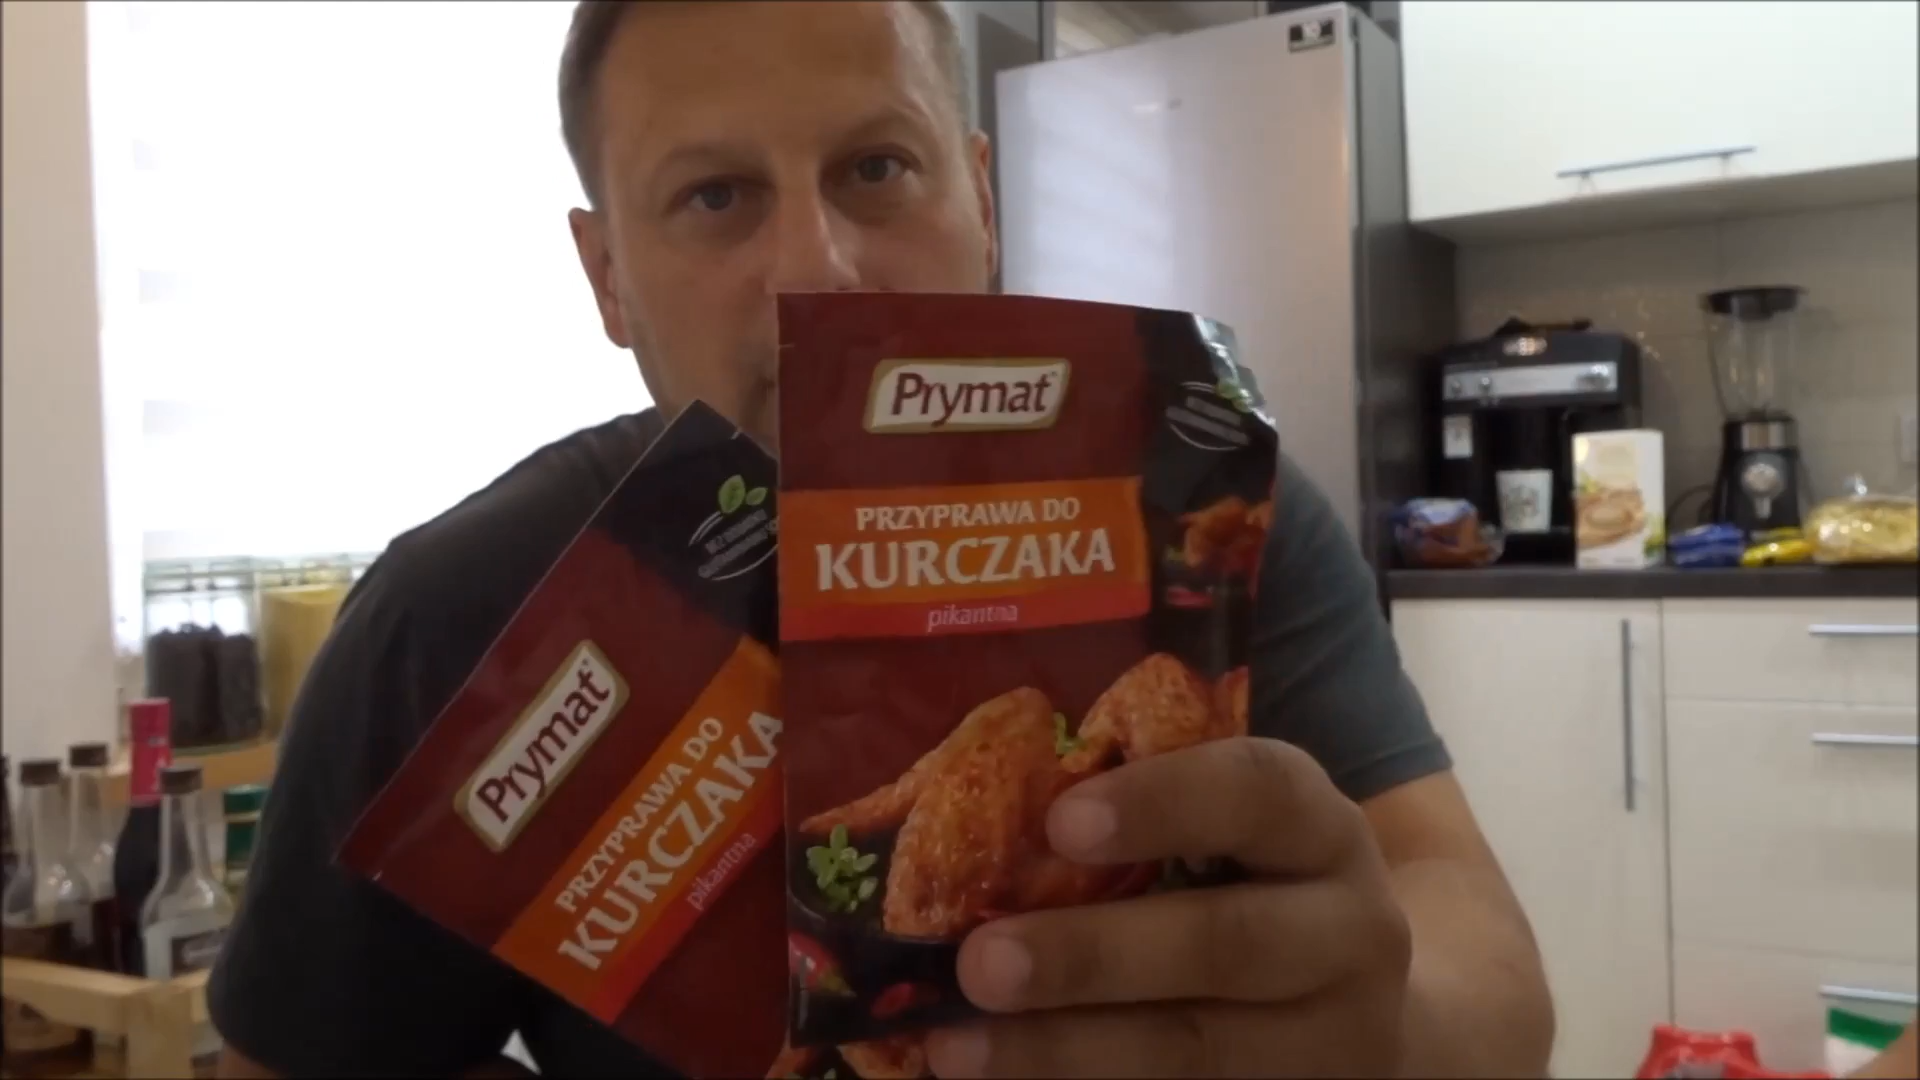 Prymat
PRZYPRAWA DO
KURCZAKA
pikantna
Prymat
PRZYPRAWA DO
KURCZAKA
pikantna